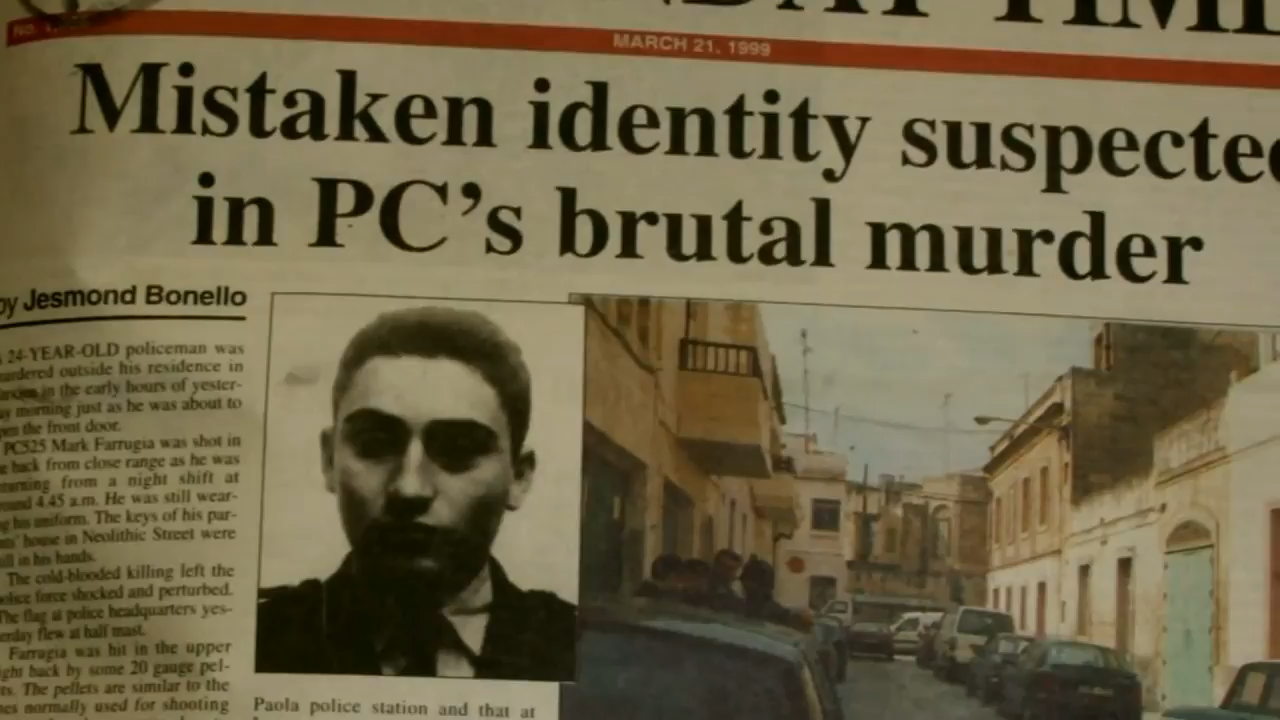 MARCH 21, 1999
Mistaken identity suspected
in PC's brutal murder
by Jesmond Bonello
24-YEAR-OLD policeman was
outside his residence in
in the early hours of yester-
morning just as he was about to
the front door.
PC525 Mark Farrugia was shot in
back from close range as he was
from a night shift at
4.45 a.m. He was still wear-
his uniform. The keys of his par-
house in Neolithic Street were
in his hands.
The cold-blooded killing left the
police force shocked and perturbed.
The flag at police headquarters yes-
flew at half mast.
Farrugia was hit in the upper
back by some 20 gauge pel-
The pellets are similar to the
normally used for shooting
Paola police station and that at